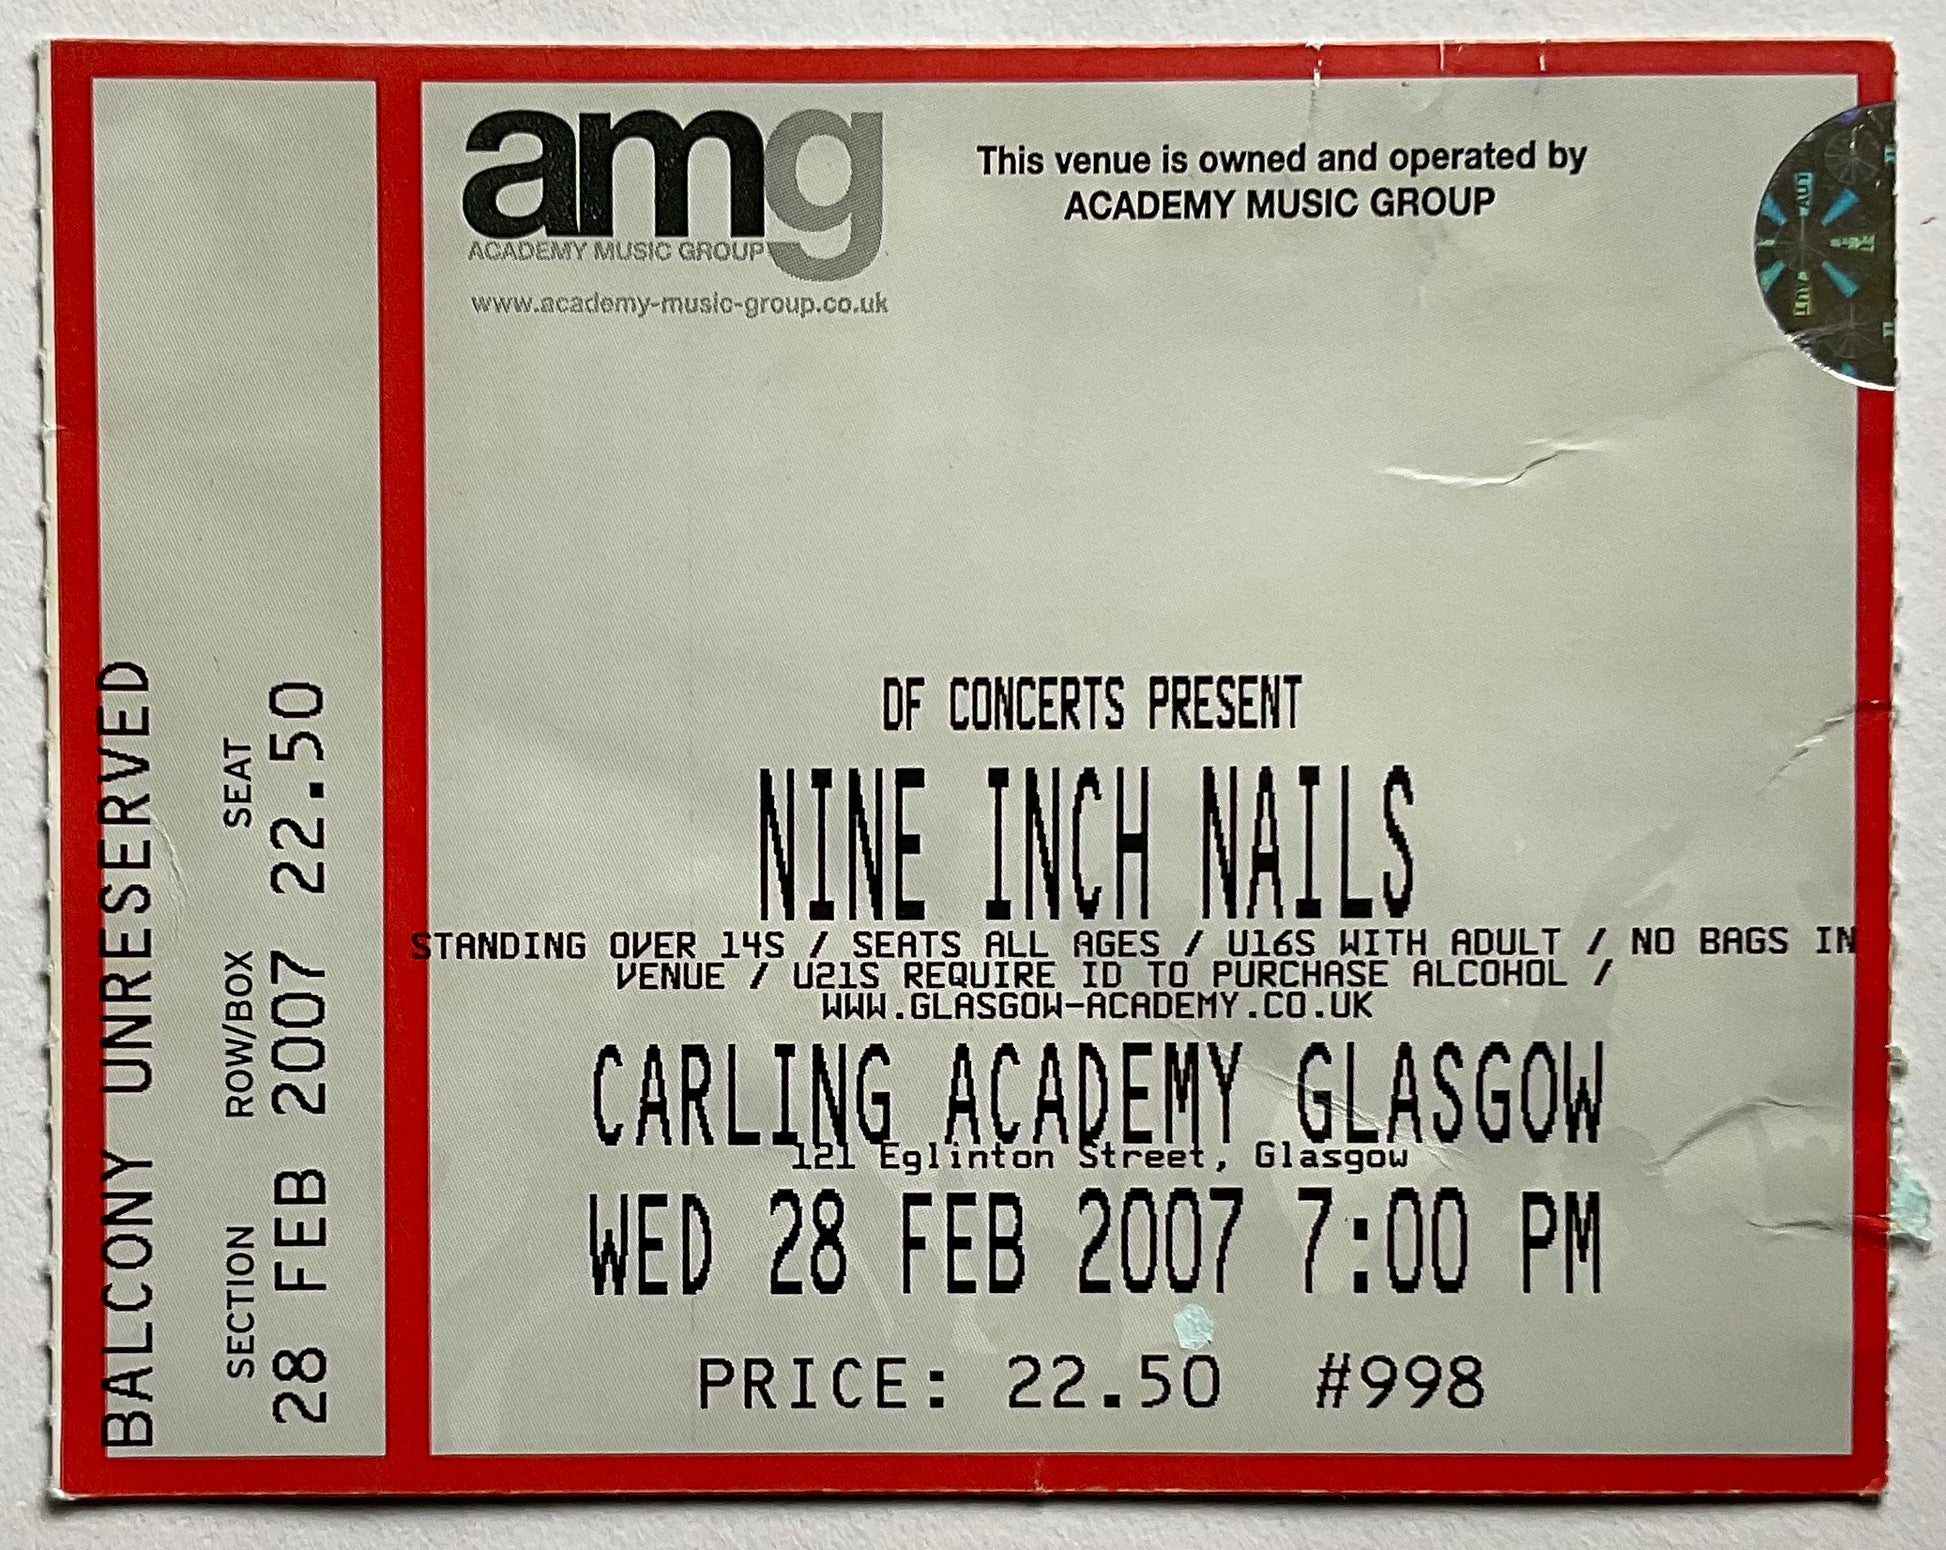 BALCONY UNRESERVED
SECTION ROW/BOX SEAT
28 FEB 2007 22.50
amg
ACADEMY MUSIC GROUP
www.academy-music-group.co.uk
This venue is owned and operated by
ACADEMY MUSIC GROUP
DF CONCERTS PRESENT
NINE INCH NAILS
STANDING OVER 14S / SEATS ALL AGES / U16S WITH ADULT / NO BAGS IN
VENUE / U21S REQUIRE ID TO PURCHASE ALCOHOL /
WWW.GLASGOW-ACADEMY.CO.UK
CARLING ACADEMY GLASGOW
121 Eglinton Street, Glasgow
WED 28 FEB 2007 7:00 PM
PRICE: 22.50 #998